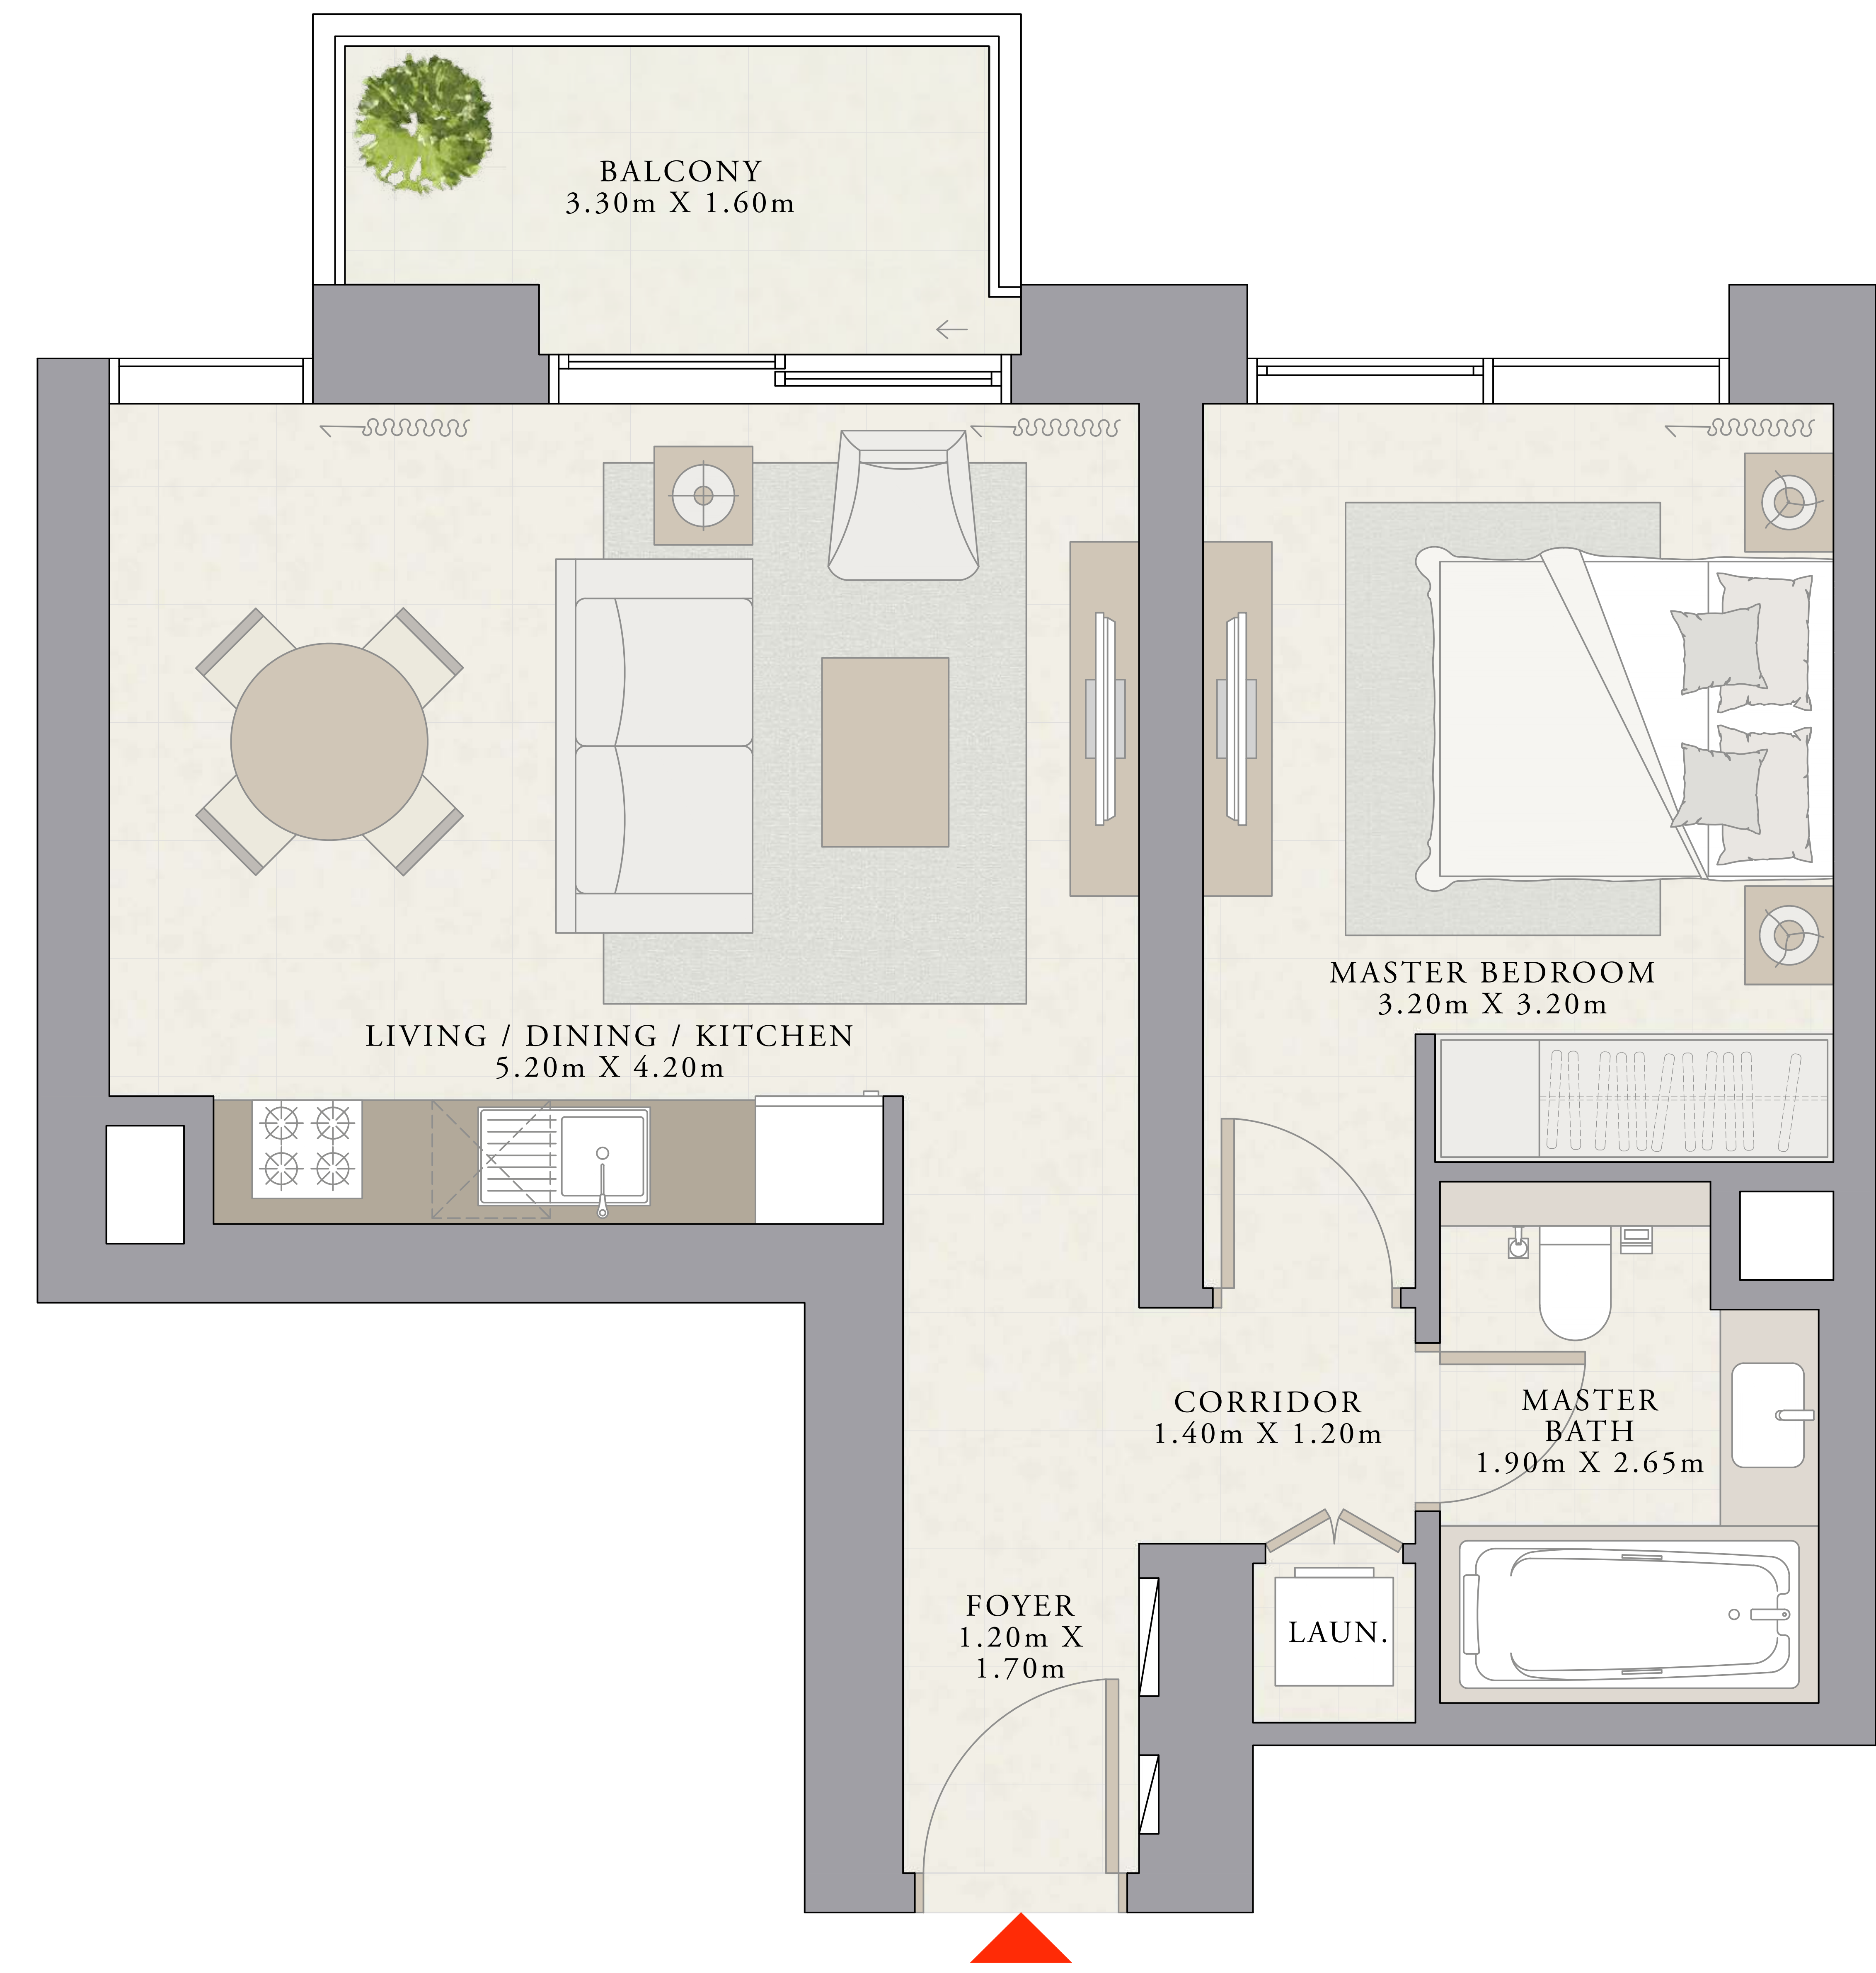 BALCONY
3.30m X 1.60m
MASTER BEDROOM
3.20m X 3.20m
LIVING / DINING / KITCHEN
5.20m X 4.20m
CORRIDOR
1.40m X 1.20m
MASTER
BATH
1.90m X 2.65m
FOYER
1.20m X
1.70m
LAUN.